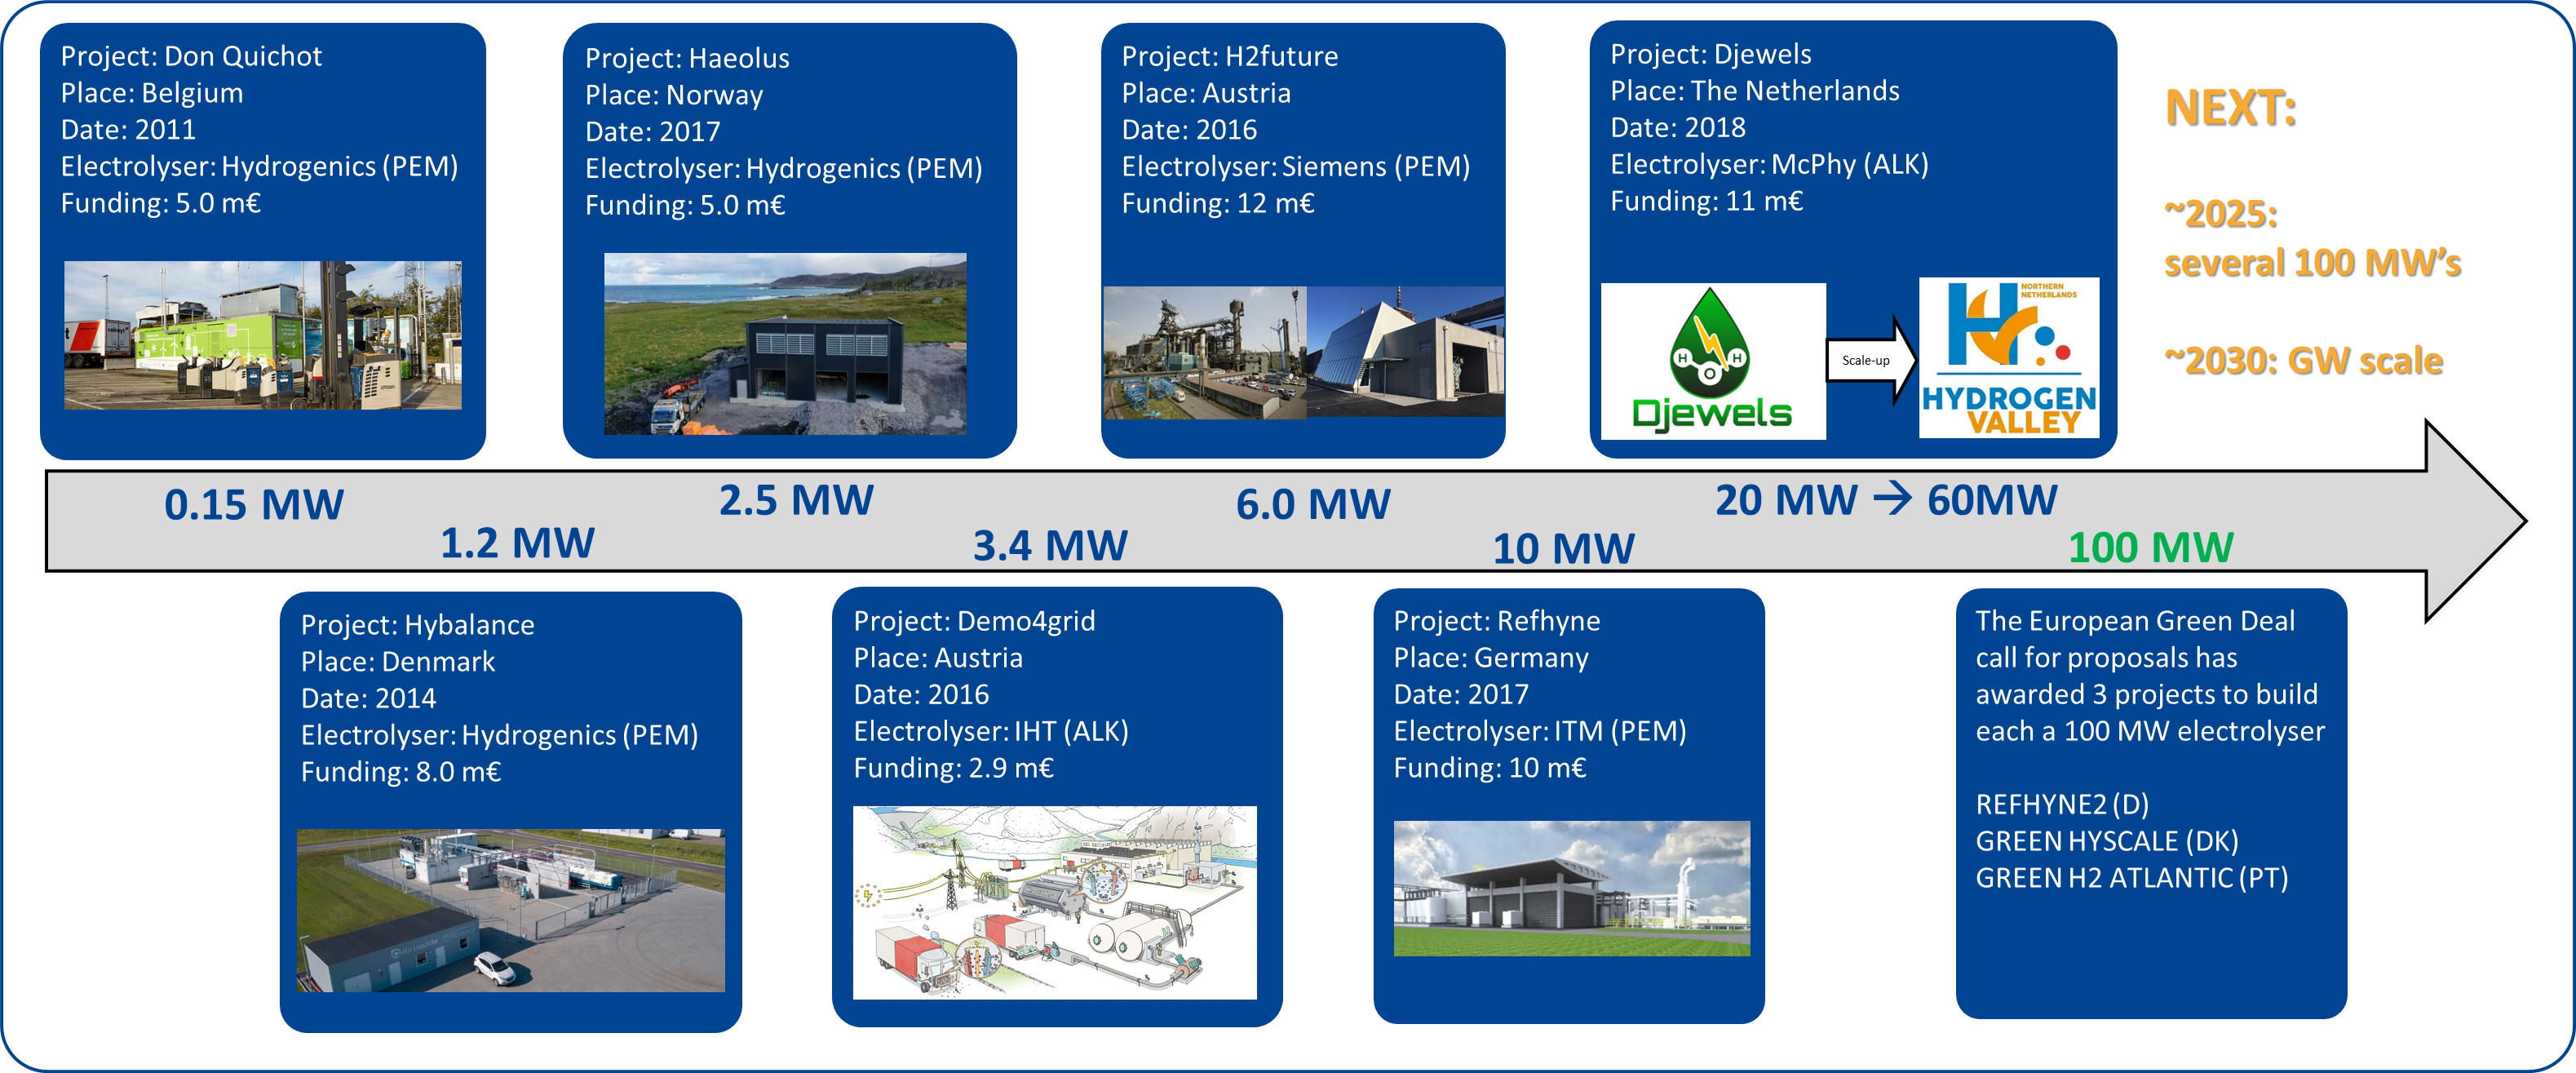 Project: Don Quichot
Place: Belgium
Date: 2011
Electrolyser: Hydrogenics (PEM)
Funding: 5.0 m€
Project: Haeolus
Place: Norway
Date: 2017
Electrolyser: Hydrogenics (PEM)
Funding: 5.0 m€
Project: H2future
Place: Austria
Date: 2016
Electrolyser: Siemens (PEM)
Funding: 12 m€
Project: Djewels
Place: The Netherlands
Date: 2018
Electrolyser: McPhy (ALK)
Funding: 11 m€
H O H
Djewels
Scale-up
NORTHERN
NETHERLANDS
HYDROGEN
VALLEY
NEXT:
~2025:
several 100 MW’s
~2030: GW scale
0.15 MW
1.2 MW
2.5 MW
3.4 MW
6.0 MW
10 MW
20 MW → 60MW
100 MW
Project: Hybalance
Place: Denmark
Date: 2014
Electrolyser: Hydrogenics (PEM)
Funding: 8.0 m€
Air Liquide
Project: Demo4grid
Place: Austria
Date: 2016
Electrolyser: IHT (ALK)
Funding: 2.9 m€
Project: Refhyne
Place: Germany
Date: 2017
Electrolyser: ITM (PEM)
Funding: 10 m€
The European Green Deal
call for proposals has
awarded 3 projects to build
each a 100 MW electrolyser
REFHYNE2 (D)
GREEN HYSCALE (DK)
GREEN H2 ATLANTIC (PT)